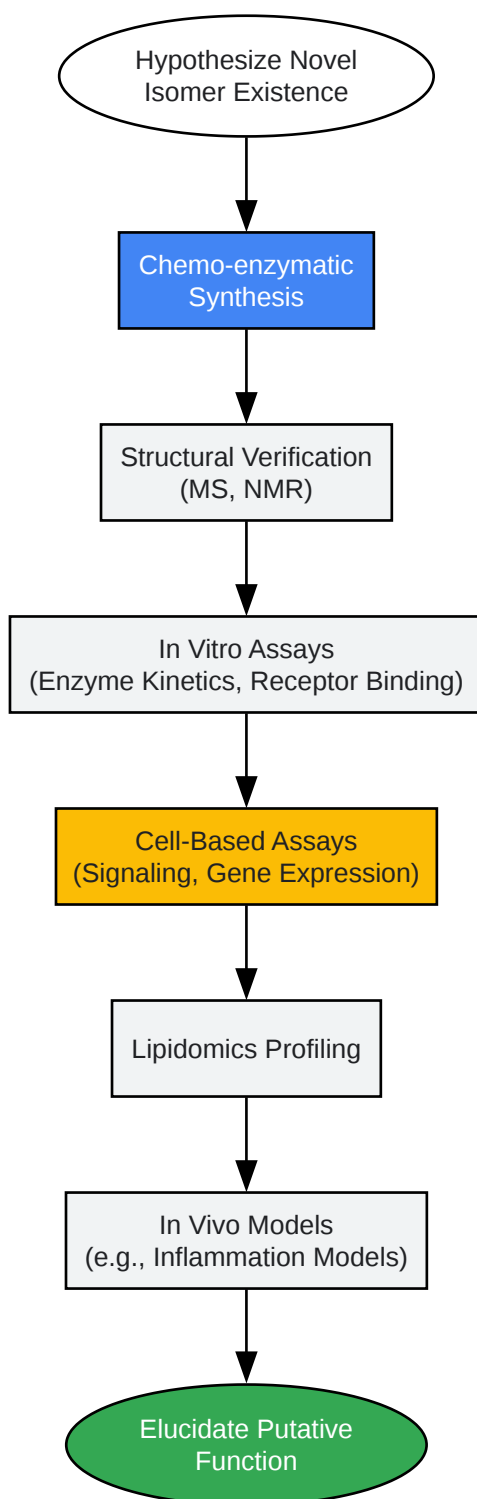 Hypothesize Novel
Isomer Existence
Chemo-enzymatic
Synthesis
Structural Verification
(MS, NMR)
In Vitro Assays
(Enzyme Kinetics, Receptor Binding)
Cell-Based Assays
(Signaling, Gene Expression)
Lipidomics Profiling
In Vivo Models
(e.g., Inflammation Models)
Elucidate Putative
Function